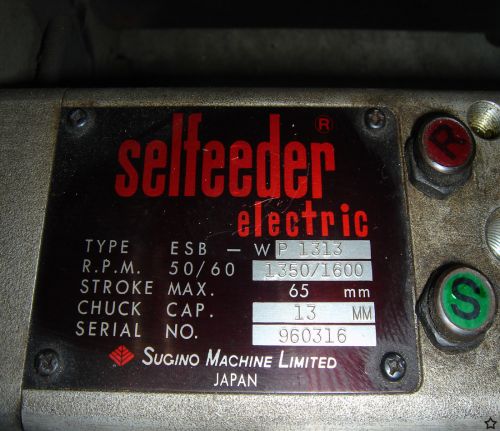 selfeeder ®
electric
TYPE ESB - WP 1313
R.P.M. 50/60 1350/1600
STROKE MAX. 65 mm
CHUCK CAP. 13 MM
SERIAL NO. 960316
SUGINO MACHINE LIMITED
JAPAN
R
S